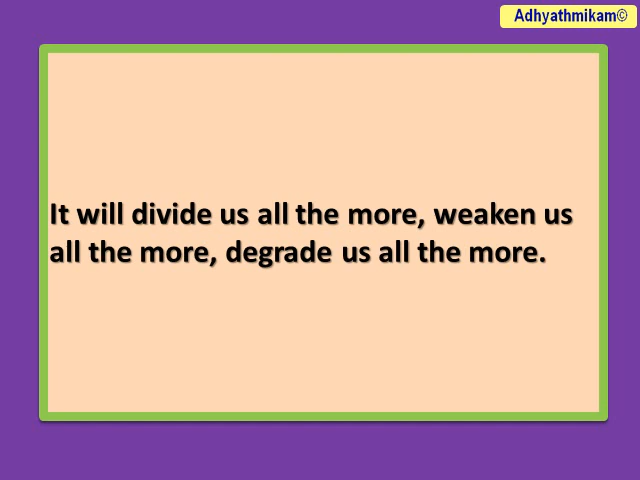 Adhyathmikam©
It will divide us all the more, weaken us
all the more, degrade us all the more.